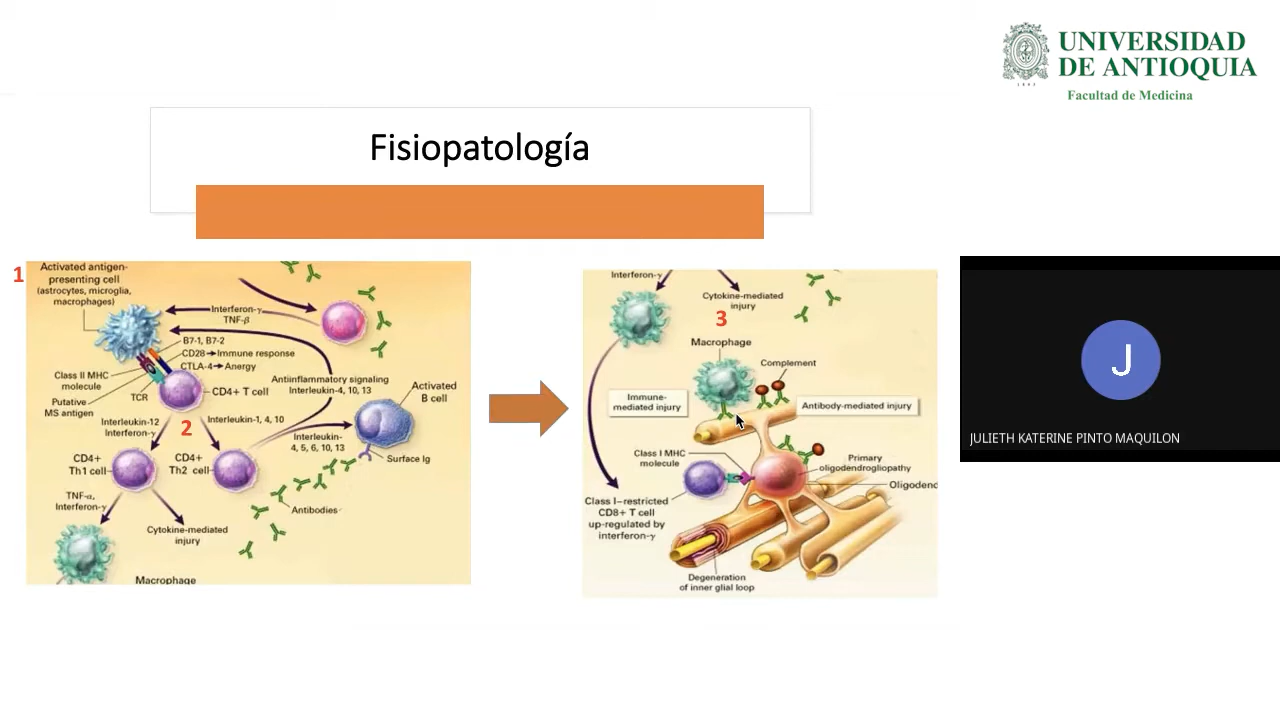 UNIVERSIDAD
DE ANTIOQUIA
1803
Facultad de Medicina
Fisiopatología
1
Activated antigen-
presenting cell
(astrocytes, microglia,
macrophages)
Interferon-γ
TNF-β
B7-1, B7-2
CD28→Immune response
CTLA-4→Anergy
Class II MHC
molecule
Putative
MS antigen
TCR
CD4+ T cell
Antiinflammatory signaling
Interleukin-4, 10, 13
Activated
B cell
Interleukin-12
Interferon-γ
2
Interleukin-1, 4, 10
Interleukin-
4, 5, 6, 10, 13
Surface Ig
CD4+
Th1 cell
CD4+
Th2 cell
TNF-α,
Interferon-γ
Cytokine-mediated
injury
Antibodies
Macrophage
Interferon-γ
Cytokine-mediated
injury
3
Macrophage
Complement
Immune-
mediated injury
Antibody-mediated injury
Class I MHC
molecule
Primary
oligodendrogliopathy
Oligodend
Class I–restricted
CD8+ T cell
up-regulated by
interferon-γ
Degeneration
of inner glial loop
J
JULIETH KATERINE PINTO MAQUILON